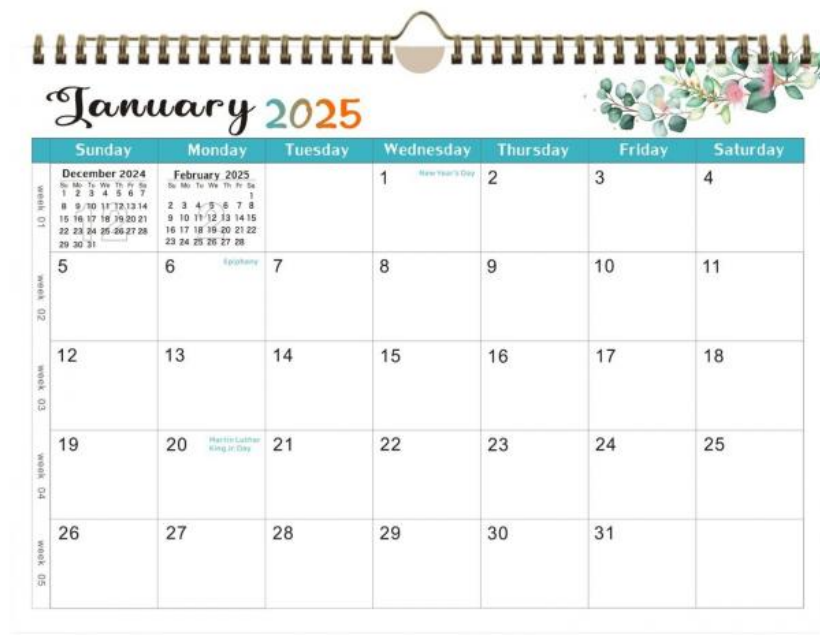 January 2025
Sunday Monday Tuesday Wednesday Thursday Friday Saturday
week 01
December 2024
Su Mo Tu We Th Fr Sa
1 2 3 4 5 6 7
8 9 10 11 12 13 14
15 16 17 18 19 20 21
22 23 24 25 26 27 28
29 30 31
February 2025
Su Mo Tu We Th Fr Sa
1
2 3 4 5 6 7 8
9 10 11 12 13 14 15
16 17 18 19 20 21 22
23 24 25 26 27 28
1 New Year's Day 2 3 4
week 02
5 6 Epiphany 7 8 9 10 11
week 03
12 13 14 15 16 17 18
week 04
19 20 Martin Luther
King Jr. Day
21 22 23 24 25
week 05
26 27 28 29 30 31